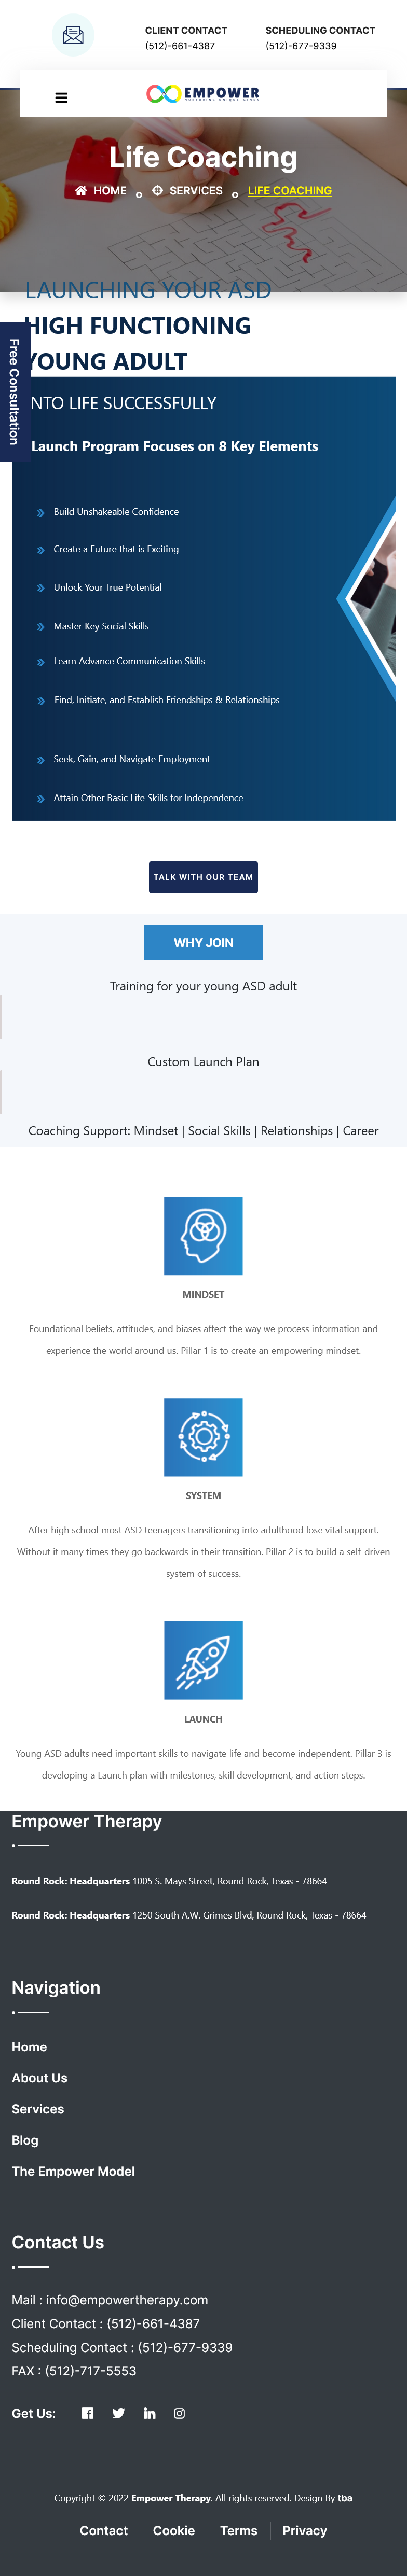 CLIENT CONTACT
(512)-661-4387
SCHEDULING CONTACT
(512)-677-9339
EMPOWER
NURTURING UNIQUE MINDS
Life Coaching
HOME
SERVICES
LIFE COACHING
LAUNCHING YOUR ASD
HIGH FUNCTIONING
YOUNG ADULT
Free Consultation
INTO LIFE SUCCESSFULLY
Launch Program Focuses on 8 Key Elements
Build Unshakeable Confidence
Create a Future that is Exciting
Unlock Your True Potential
Master Key Social Skills
Learn Advance Communication Skills
Find, Initiate, and Establish Friendships & Relationships
Seek, Gain, and Navigate Employment
Attain Other Basic Life Skills for Independence
TALK WITH OUR TEAM
WHY JOIN
Training for your young ASD adult
Custom Launch Plan
Coaching Support: Mindset | Social Skills | Relationships | Career
MINDSET
Foundational beliefs, attitudes, and biases affect the way we process information and
experience the world around us. Pillar 1 is to create an empowering mindset.
SYSTEM
After high school most ASD teenagers transitioning into adulthood lose vital support.
Without it many times they go backwards in their transition. Pillar 2 is to build a self-driven
system of success.
LAUNCH
Young ASD adults need important skills to navigate life and become independent. Pillar 3 is
developing a Launch plan with milestones, skill development, and action steps.
Empower Therapy
Round Rock: Headquarters 1005 S. Mays Street, Round Rock, Texas - 78664
Round Rock: Headquarters 1250 South A.W. Grimes Blvd, Round Rock, Texas - 78664
Navigation
Home
About Us
Services
Blog
The Empower Model
Contact Us
Mail : info@empowertherapy.com
Client Contact : (512)-661-4387
Scheduling Contact : (512)-677-9339
FAX : (512)-717-5553
Get Us:
Copyright © 2022 Empower Therapy. All rights reserved. Design By tba
Contact
Cookie
Terms
Privacy